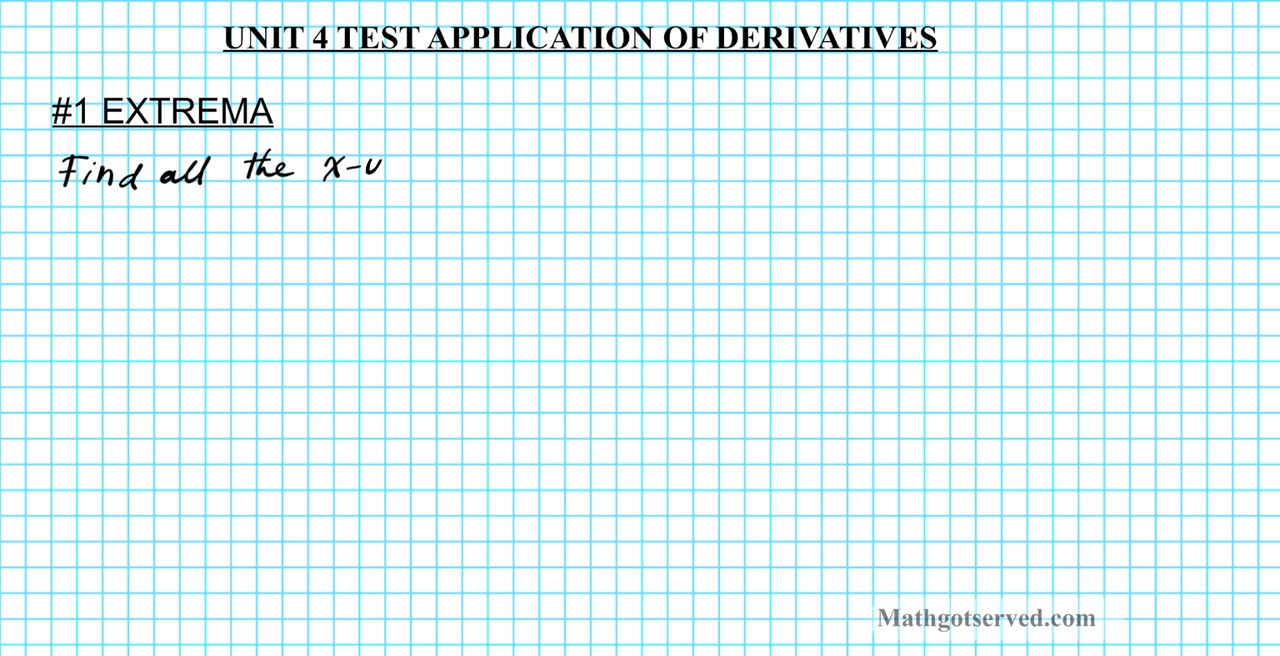 UNIT 4 TEST APPLICATION OF DERIVATIVES
#1 EXTREMA
Find all the x-v
Mathgotserved.com